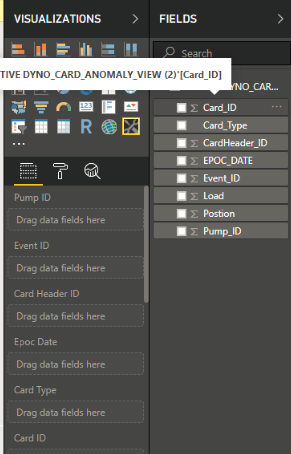 VISUALIZATIONS
FIELDS
Search
TIVE DYNO_CARD_ANOMALY_VIEW (2)'[Card_ID]
DYNO_CAR...
R
...
Card_ID
...
Card_Type
CardHeader_ID
EPOC_DATE
Event_ID
Load
Postion
Pump_ID
Pump ID
Drag data fields here
Event ID
Drag data fields here
Card Header ID
Drag data fields here
Epoc Date
Drag data fields here
Card Type
Drag data fields here
Card ID